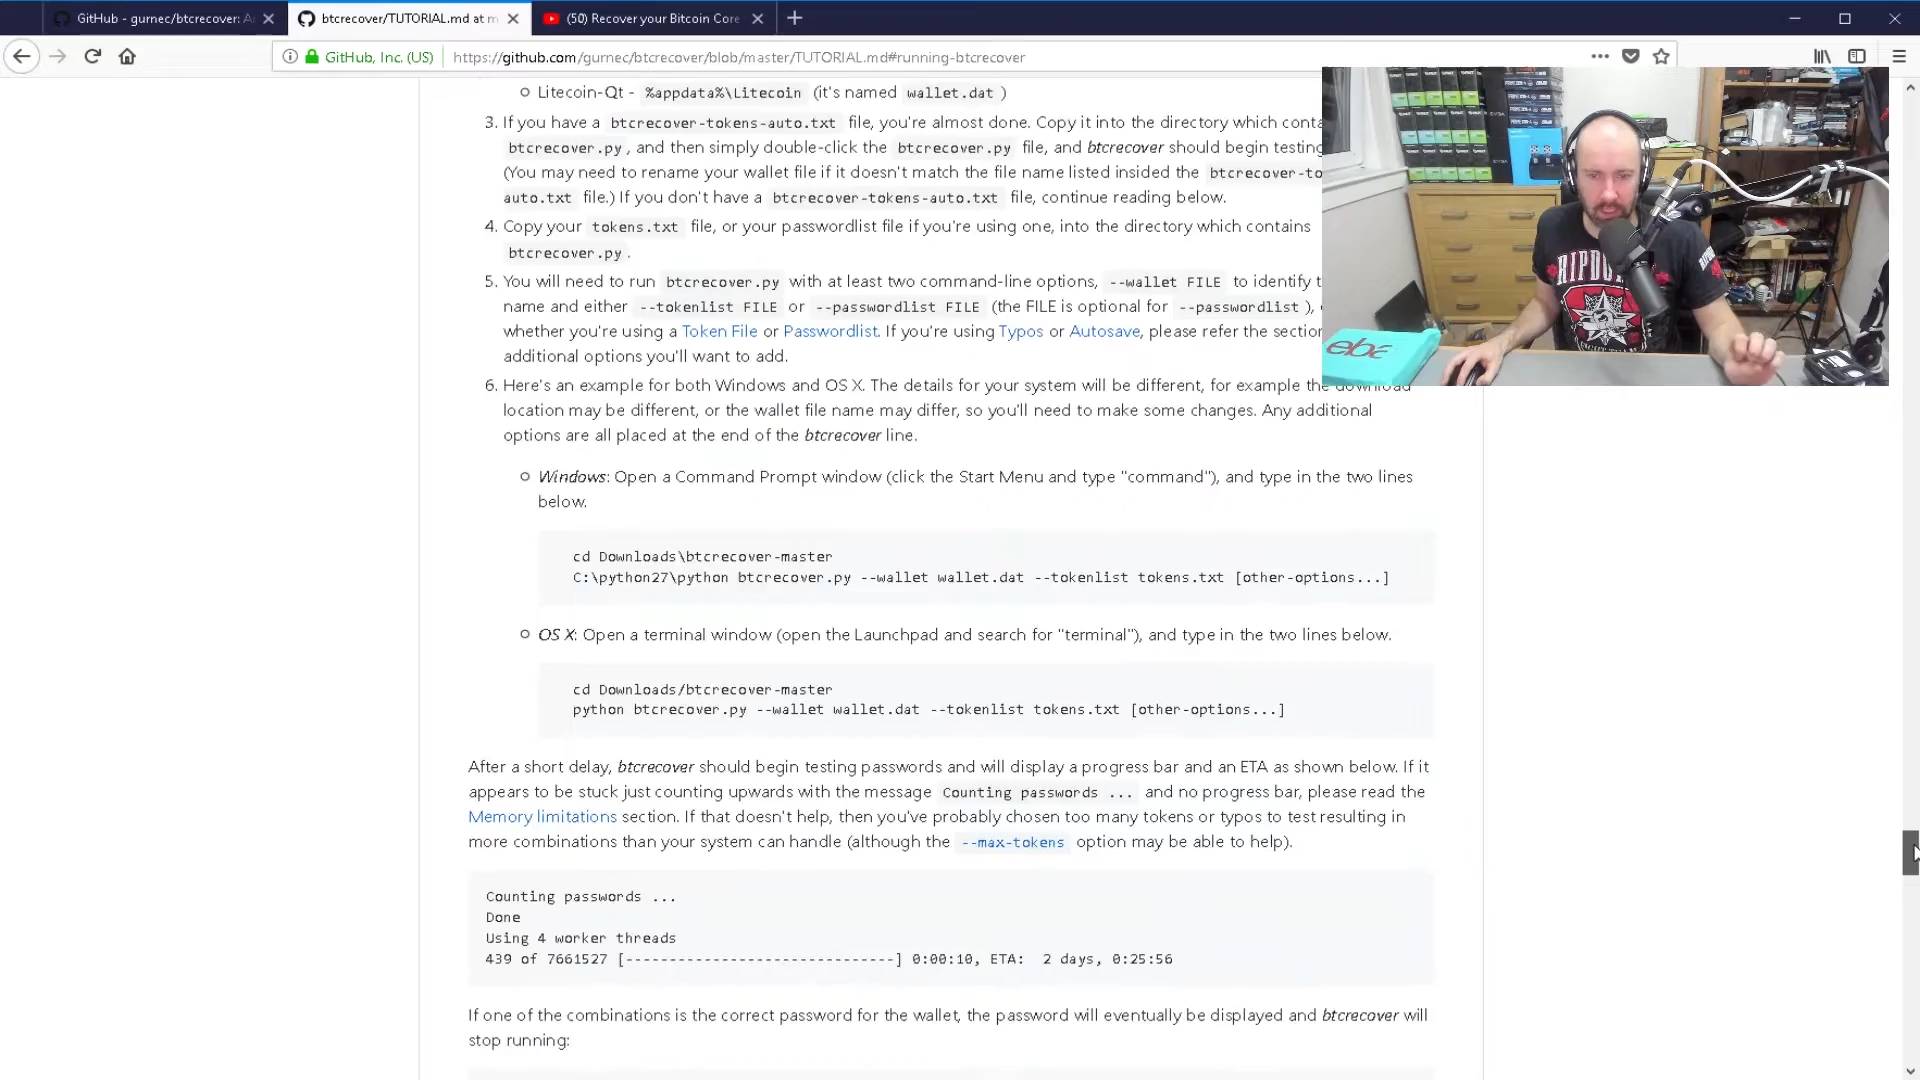 GitHub - gurnec/btcrecover: A
btcrecover/TUTORIAL.md at m
(50) Recover your Bitcoin Core
GitHub, Inc. (US)
https://github.com/gurnec/btcrecover/blob/master/TUTORIAL.md#running-btcrecover
Litecoin-Qt - %appdata%\Litecoin (it's named wallet.dat )
3. If you have a btcrecover-tokens-auto.txt file, you're almost done. Copy it into the directory which conta
btcrecover.py , and then simply double-click the btcrecover.py file, and btcrecover should begin testing
(You may need to rename your wallet file if it doesn't match the file name listed insided the btcrecover-to
auto.txt file.) If you don't have a btcrecover-tokens-auto.txt file, continue reading below.
4. Copy your tokens.txt file, or your passwordlist file if you're using one, into the directory which contains
btcrecover.py .
5. You will need to run btcrecover.py with at least two command-line options, --wallet FILE to identify t
name and either --tokenlist FILE or --passwordlist FILE (the FILE is optional for --passwordlist ),
whether you're using a Token File or Passwordlist. If you're using Typos or Autosave, please refer the section
additional options you'll want to add.
6. Here's an example for both Windows and OS X. The details for your system will be different, for example the download
location may be different, or the wallet file name may differ, so you'll need to make some changes. Any additional
options are all placed at the end of the btcrecover line.
Windows: Open a Command Prompt window (click the Start Menu and type "command"), and type in the two lines
below.
cd Downloads\btcrecover-master
C:\python27\python btcrecover.py --wallet wallet.dat --tokenlist tokens.txt [other-options...]
OS X: Open a terminal window (open the Launchpad and search for "terminal"), and type in the two lines below.
cd Downloads/btcrecover-master
python btcrecover.py --wallet wallet.dat --tokenlist tokens.txt [other-options...]
After a short delay, btcrecover should begin testing passwords and will display a progress bar and an ETA as shown below. If it
appears to be stuck just counting upwards with the message Counting passwords ... and no progress bar, please read the
Memory limitations section. If that doesn't help, then you've probably chosen too many tokens or typos to test resulting in
more combinations than your system can handle (although the --max-tokens option may be able to help).
Counting passwords ...
Done
Using 4 worker threads
439 of 7661527 [-------------------------------] 0:00:10, ETA:  2 days, 0:25:56
If one of the combinations is the correct password for the wallet, the password will eventually be displayed and btcrecover will
stop running: